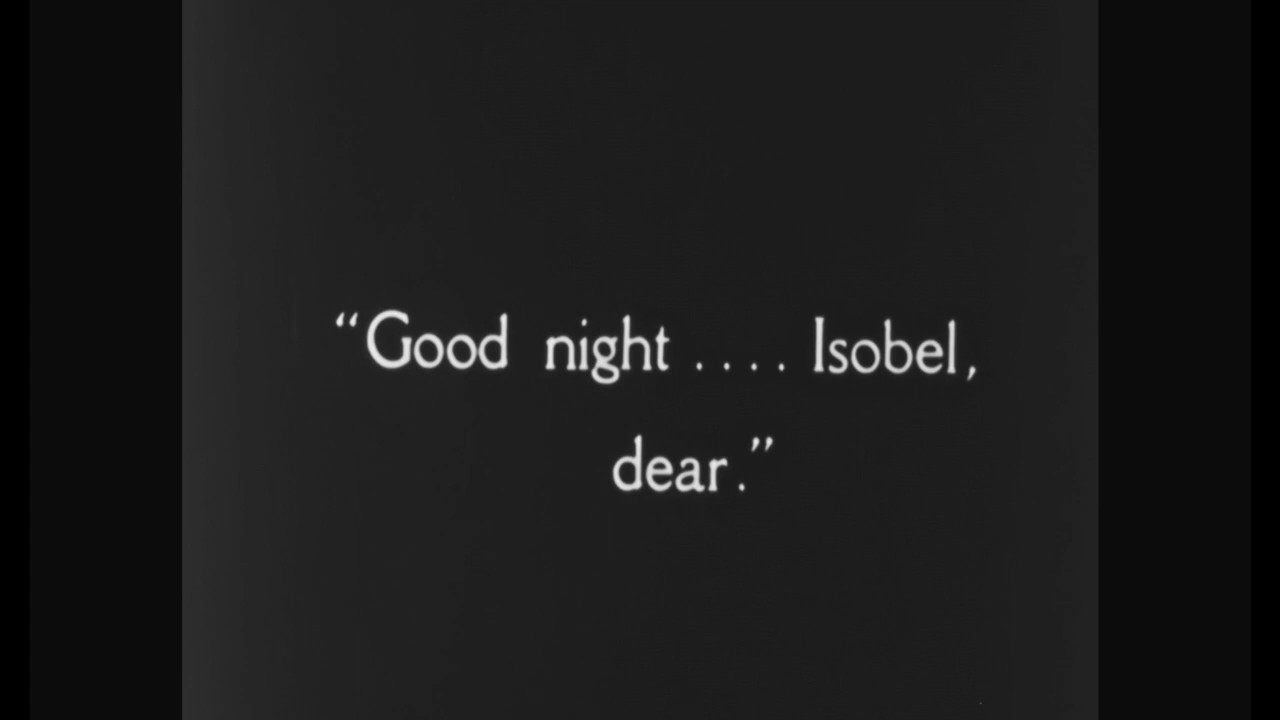 “Good night .... Isobel,
dear.”